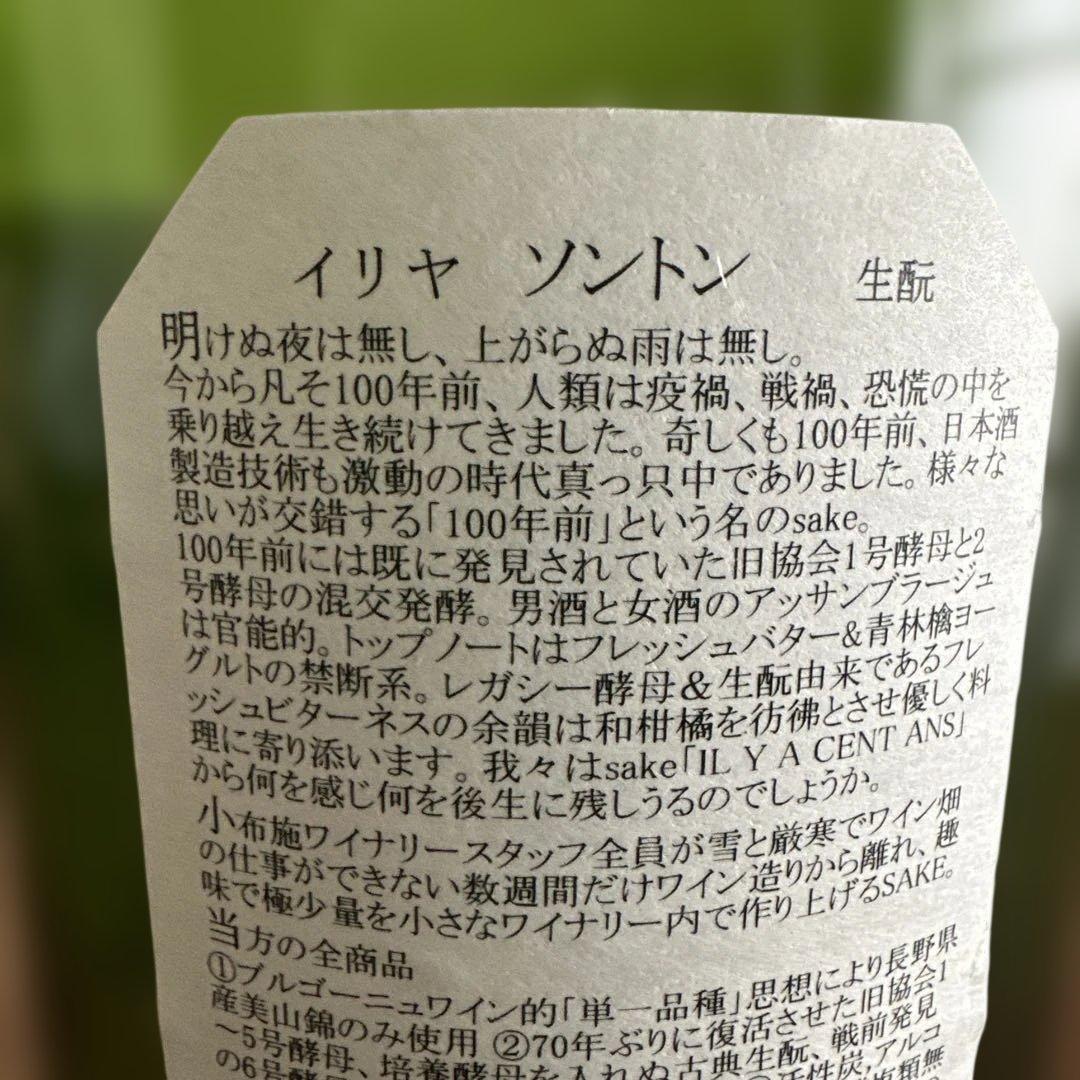 イリヤ ソントン 生酛
明けぬ夜は無し、上がらぬ雨は無し。
今から凡そ100年前、人類は疫禍、戦禍、恐慌の中を
乗り越え生き続けてきました。奇しくも100年前、日本酒
製造技術も激動の時代真っ只中でありました。様々な
思いが交錯する「100年前」という名のsake。
100年前には既に発見されていた旧協会1号酵母と2
号酵母の混交発酵。男酒と女酒のアッサンブラージュ
は官能的。トップノートはフレッシュバター&青林檎ヨー
グルトの禁断系。レガシー酵母&生酛由来であるフレ
ッシュビターネスの余韻は和柑橘を彷彿とさせ優しく料
理に寄り添います。我々はsake「IL Y A CENT ANS」
から何を感じ何を後生に残しうるのでしょうか。
小布施ワイナリースタッフ全員が雪と厳寒でワイン畑
の仕事ができない数週間だけワイン造りから離れ、趣
味で極少量を小さなワイナリー内で作り上げるSAKE。
当方の全商品
①ブルゴーニュワイン的「単一品種」思想により長野県
産美山錦のみ使用 ②70年ぶりに復活させた旧協会1
~5号酵母、培養酵母を入れぬ古典生酛、戦前発見
の6号酵 活性炭、アルコ
類無